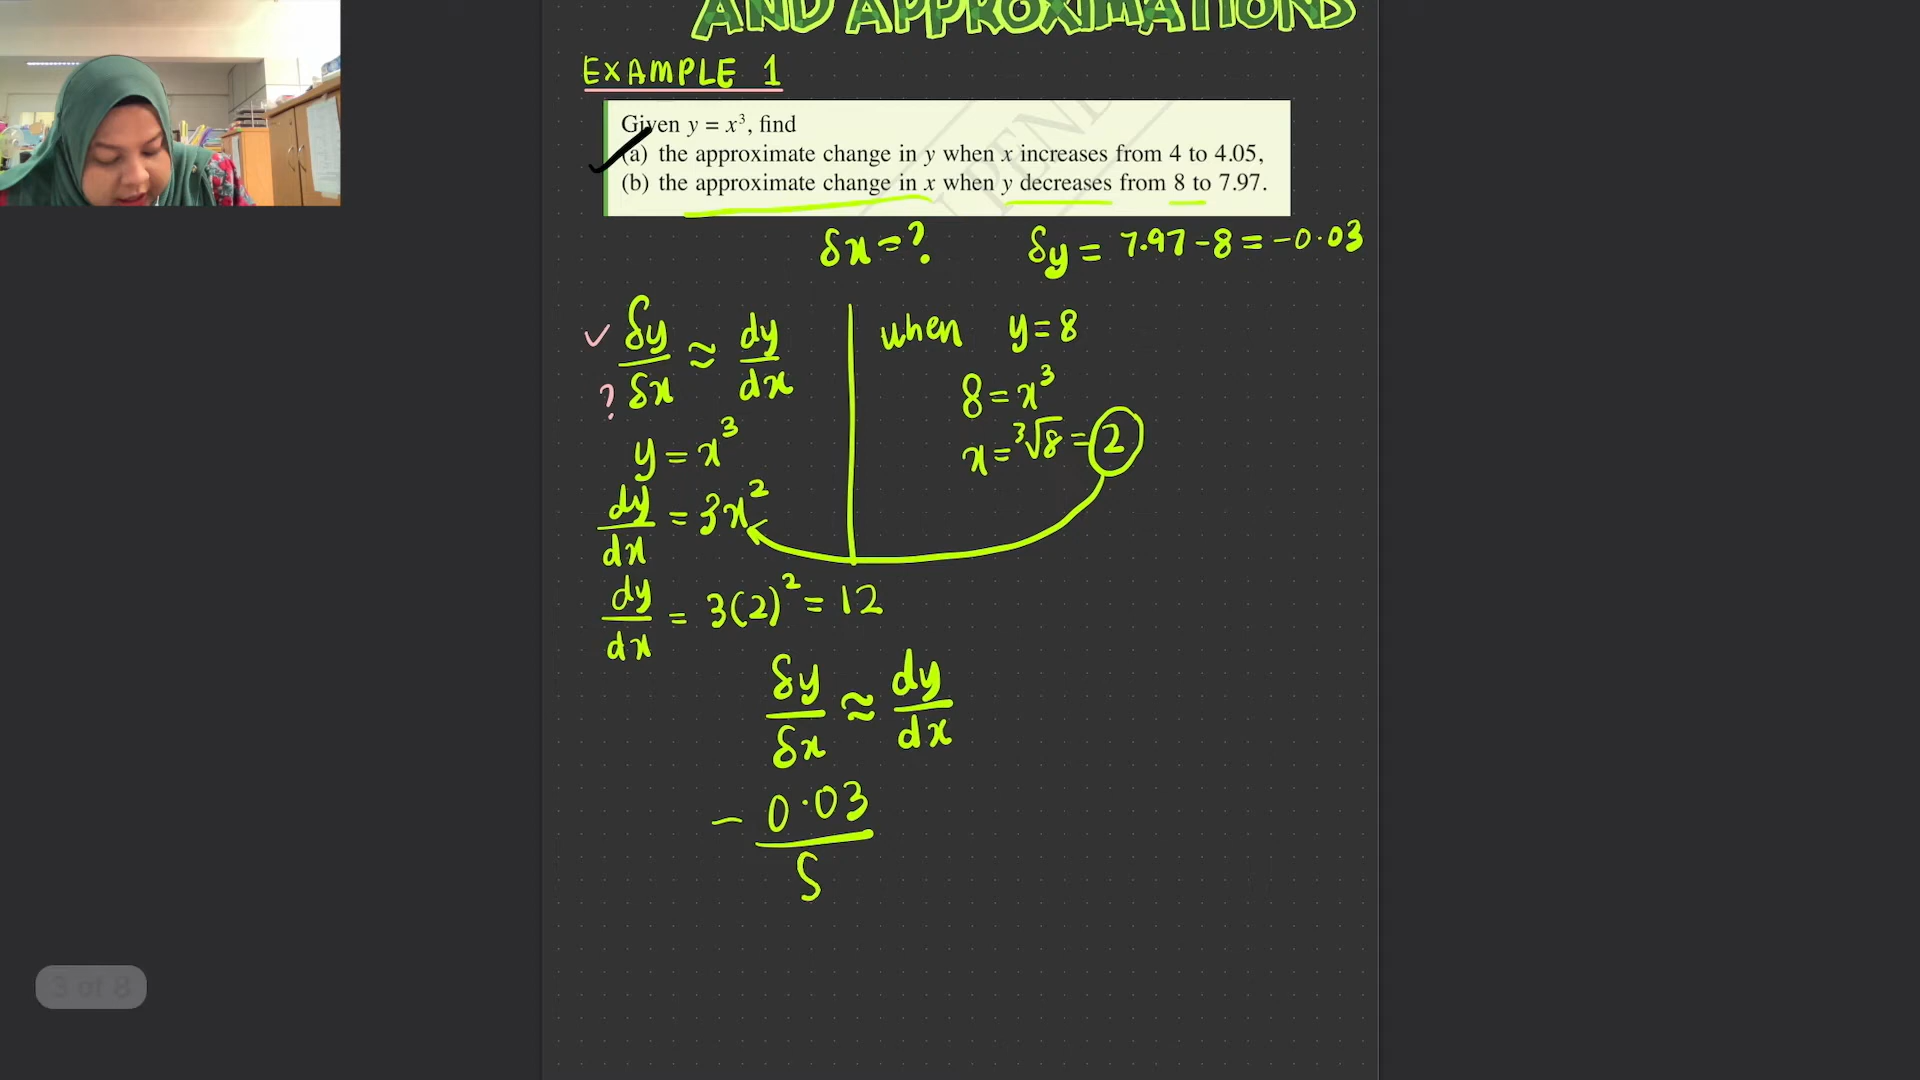 AND APPROXIMATIONS
EXAMPLE 1
Given y = x³, find
(a) the approximate change in y when x increases from 4 to 4.05,
(b) the approximate change in x when y decreases from 8 to 7.97.
δx = ?
δy = 7.97 - 8 = -0.03
✓ δy/δx ≈ dy/dx
?
y = x³
dy/dx = 3x²
dy/dx = 3(2)² = 12
when y = 8
8 = x³
x = ³√8 = 2
δy/δx ≈ dy/dx
- 0.03
δ
3 of 8